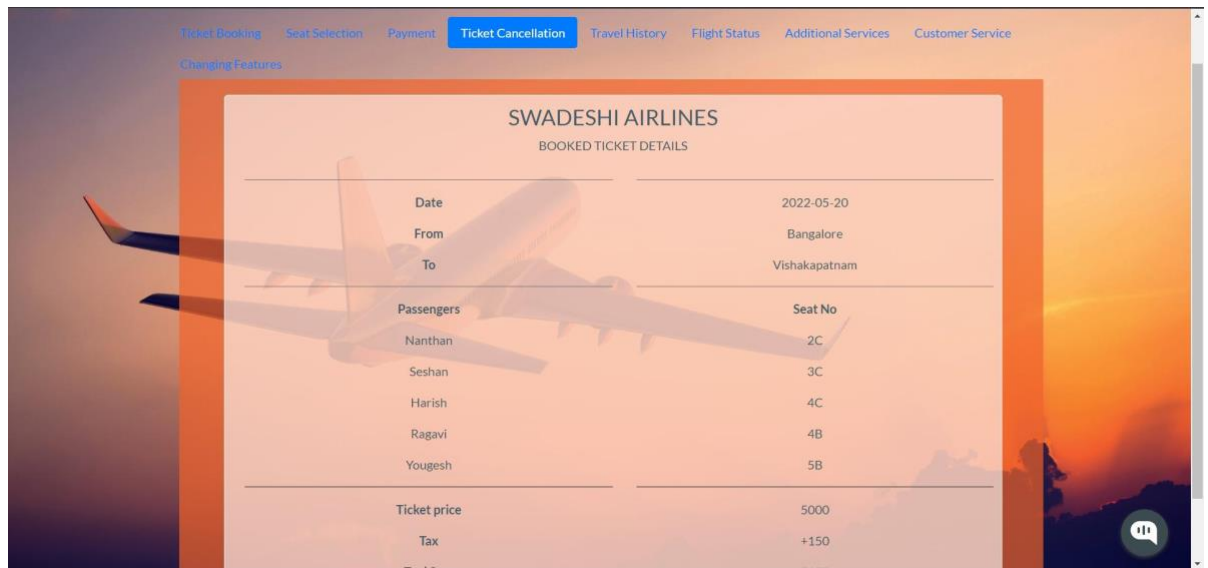 Ticket Booking Seat Selection Payment Ticket Cancellation Travel History Flight Status Additional Services Customer Service
Changing Features
SWADESHI AIRLINES
BOOKED TICKET DETAILS
Date 2022-05-20
From Bangalore
To Vishakapatnam
Passengers Seat No
Nanthan 2C
Seshan 3C
Harish 4C
Ragavi 4B
Yougesh 5B
Ticket price 5000
Tax +150